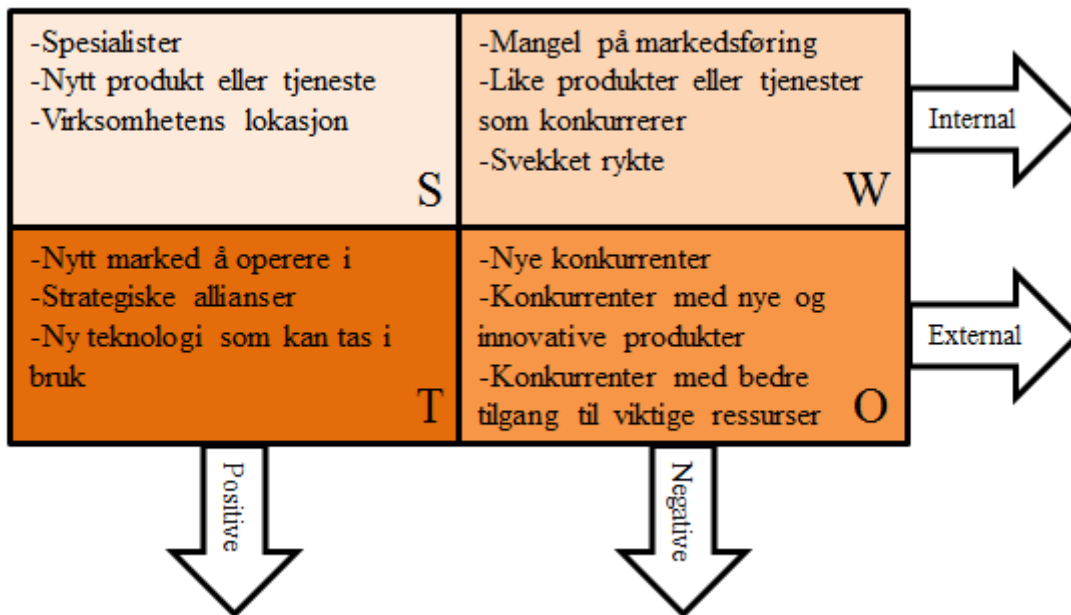 -Spesialister
-Nytt produkt eller tjeneste
-Virksomhetens lokasjon
S
-Mangel på markedsføring
-Like produkter eller tjenester
som konkurrerer
-Svekket rykte
W
Internal
-Nytt marked å operere i
-Strategiske allianser
-Ny teknologi som kan tas i
bruk
T
-Nye konkurrenter
-Konkurrenter med nye og
innovative produkter
-Konkurrenter med bedre
tilgang til viktige ressurser
O
External
Positive
Negative